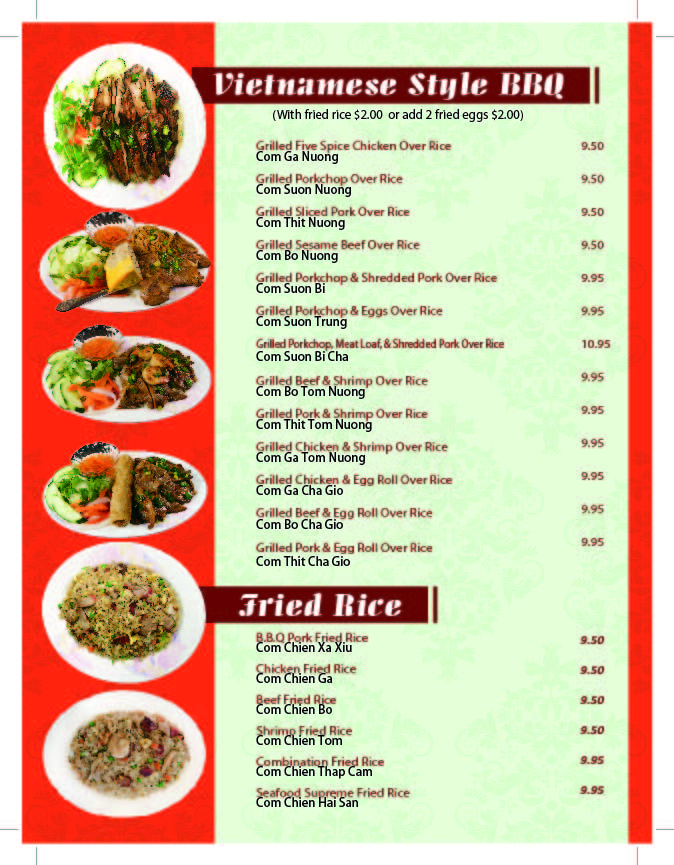 Vietnamese Style BBQ
(With fried rice $2.00 or add 2 fried eggs $2.00)
Grilled Five Spice Chicken Over Rice 9.50
Com Ga Nuong
Grilled Porkchop Over Rice 9.50
Com Suon Nuong
Grilled Sliced Pork Over Rice 9.50
Com Thit Nuong
Grilled Sesame Beef Over Rice 9.50
Com Bo Nuong
Grilled Porkchop & Shredded Pork Over Rice 9.95
Com Suon Bi
Grilled Porkchop & Eggs Over Rice 9.95
Com Suon Trung
Grilled Porkchop, Meat Loaf, & Shredded Pork Over Rice 10.95
Com Suon Bi Cha
Grilled Beef & Shrimp Over Rice 9.95
Com Bo Tom Nuong
Grilled Pork & Shrimp Over Rice 9.95
Com Thit Tom Nuong
Grilled Chicken & Shrimp Over Rice 9.95
Com Ga Tom Nuong
Grilled Chicken & Egg Roll Over Rice 9.95
Com Ga Cha Gio
Grilled Beef & Egg Roll Over Rice 9.95
Com Bo Cha Gio
Grilled Pork & Egg Roll Over Rice 9.95
Com Thit Cha Gio
Fried Rice
B.B.Q Pork Fried Rice 9.50
Com Chien Xa Xiu
Chicken Fried Rice 9.50
Com Chien Ga
Beef Fried Rice 9.50
Com Chien Bo
Shrimp Fried Rice 9.50
Com Chien Tom
Combination Fried Rice 9.95
Com Chien Thap Cam
Seafood Supreme Fried Rice 9.95
Com Chien Hai San